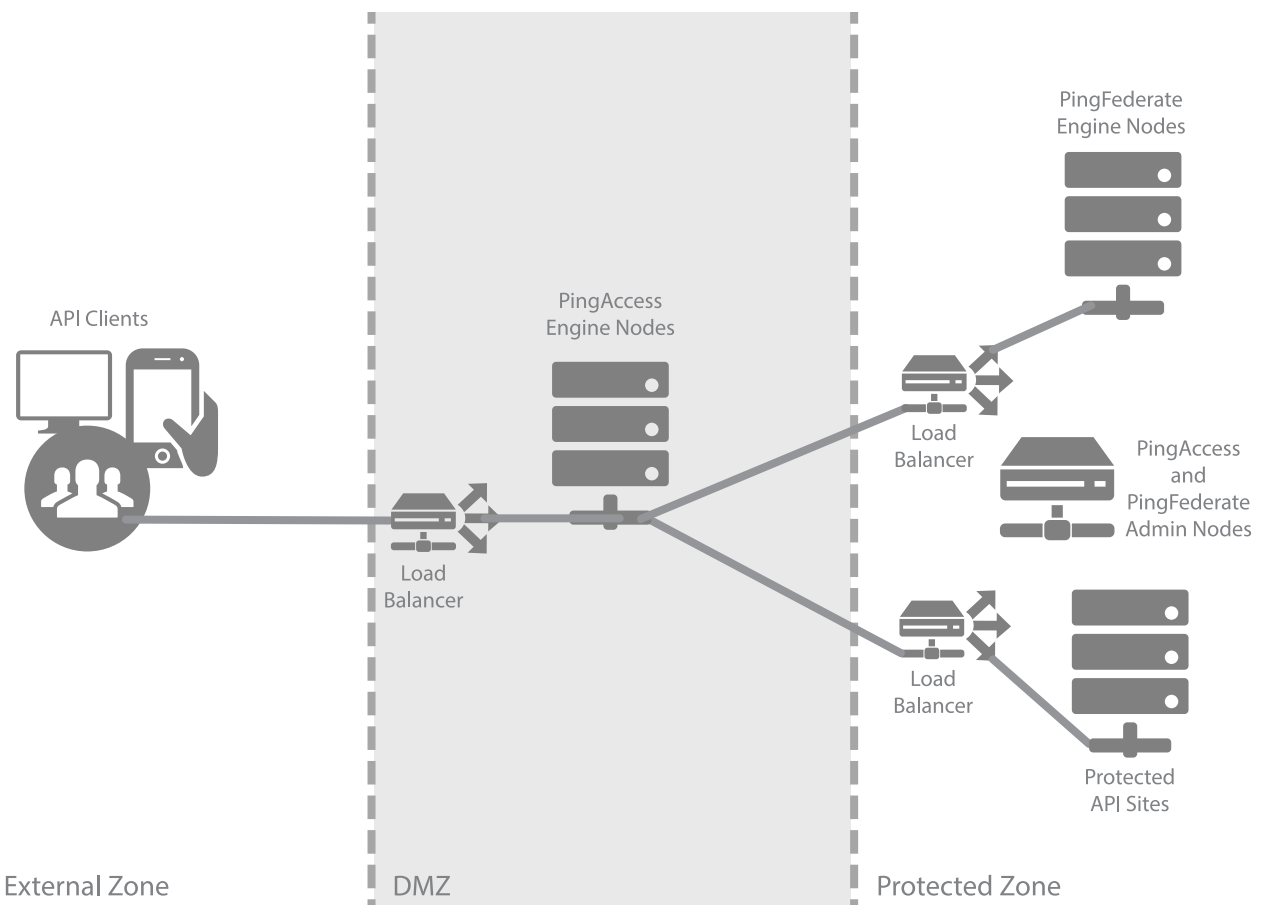 API Clients
PingAccess
Engine Nodes
Load
Balancer
PingFederate
Engine Nodes
Load
Balancer
PingAccess
and
PingFederate
Admin Nodes
Load
Balancer
Protected
API Sites
External Zone
DMZ
Protected Zone